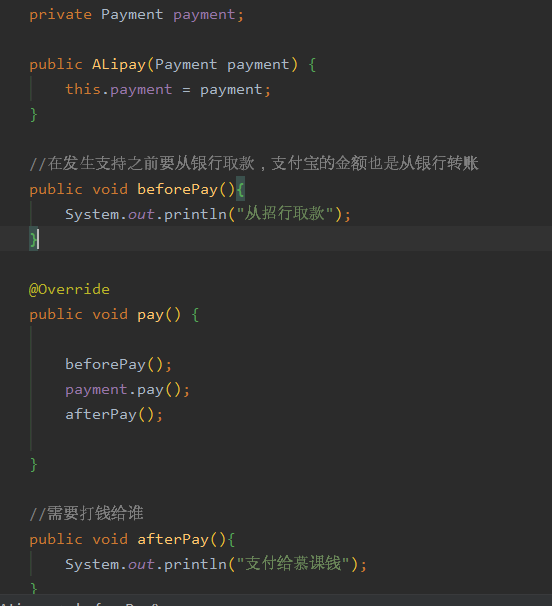 private Payment payment;
public ALipay(Payment payment) {
this.payment = payment;
}
//在发生支持之前要从银行取款，支付宝的金额也是从银行转账
public void beforePay(){
System.out.println("从招行取款");
}
@Override
public void pay() {
beforePay();
payment.pay();
afterPay();
}
//需要打钱给谁
public void afterPay(){
System.out.println("支付给慕课钱");
}